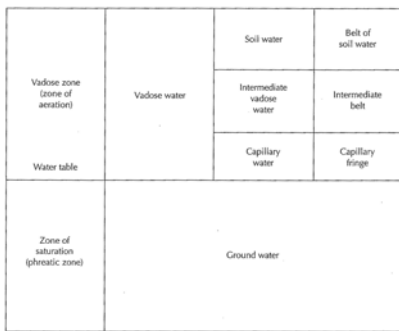 Vadose zone
(zone of
aeration)
Water table
Vadose water
Soil water
Belt of
soil water
Intermediate
vadose
water
Intermediate
belt
Capillary
water
Capillary
fringe
Zone of
saturation
(phreatic zone)
Ground water